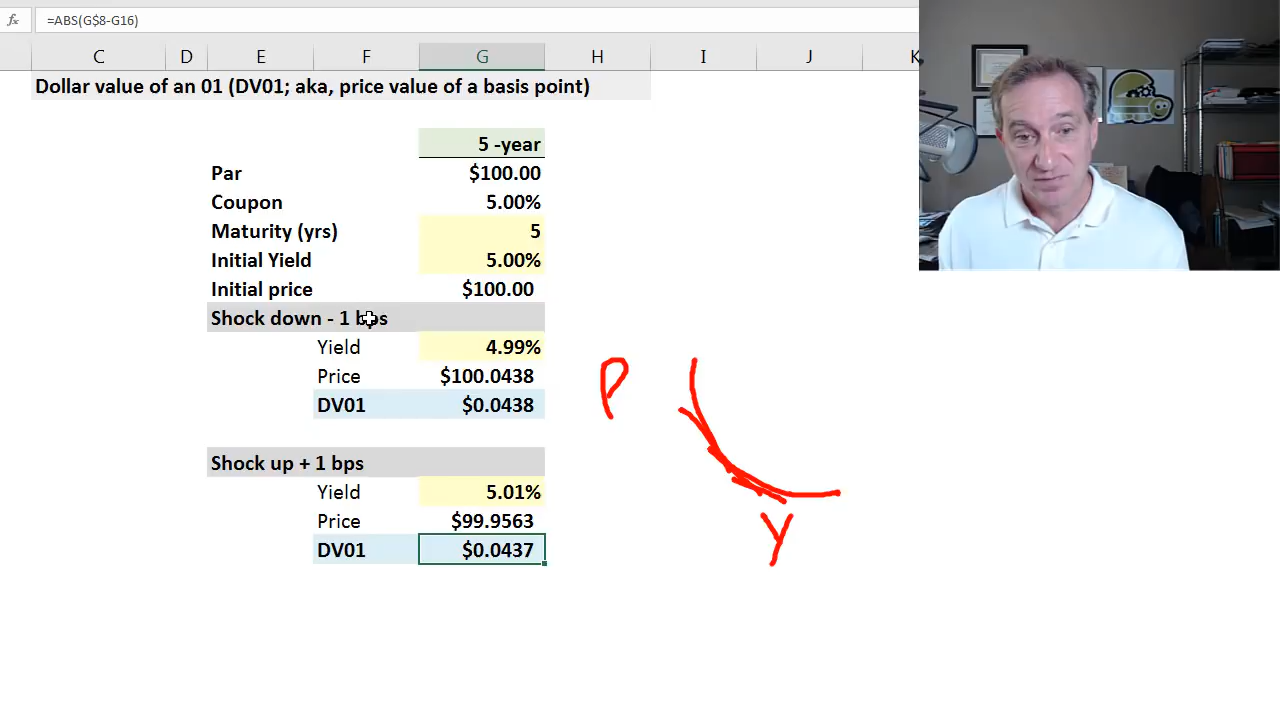 fx =ABS(G$8-G16)
C D E F G H I J K
Dollar value of an 01 (DV01; aka, price value of a basis point)
5 -year
Par $100.00
Coupon 5.00%
Maturity (yrs) 5
Initial Yield 5.00%
Initial price $100.00
Shock down - 1 bps
Yield 4.99%
Price $100.0438
DV01 $0.0438
P
Shock up + 1 bps
Yield 5.01%
Price $99.9563
DV01 $0.0437
Y